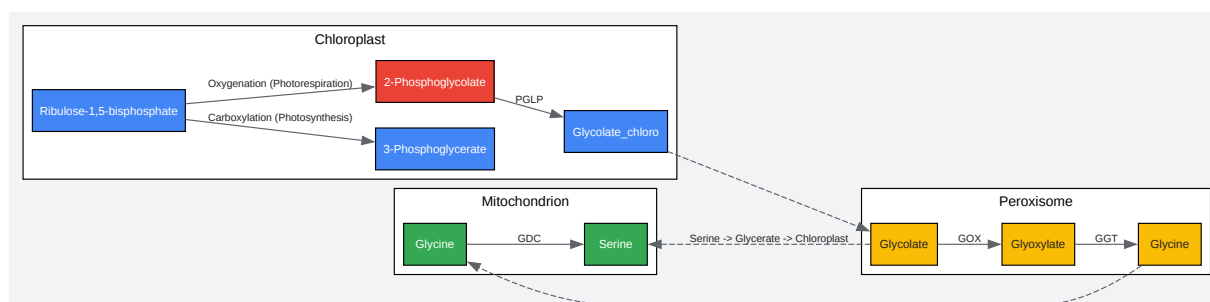 Chloroplast
Ribulose-1,5-bisphosphate
Oxygenation (Photorespiration)
Carboxylation (Photosynthesis)
2-Phosphoglycolate
3-Phosphoglycerate
PGLP
Glycolate_chloro
Mitochondrion
Glycine
GDC
Serine
Serine -> Glycerate -> Chloroplast
Peroxisome
Glycolate
GOX
Glyoxylate
GGT
Glycine